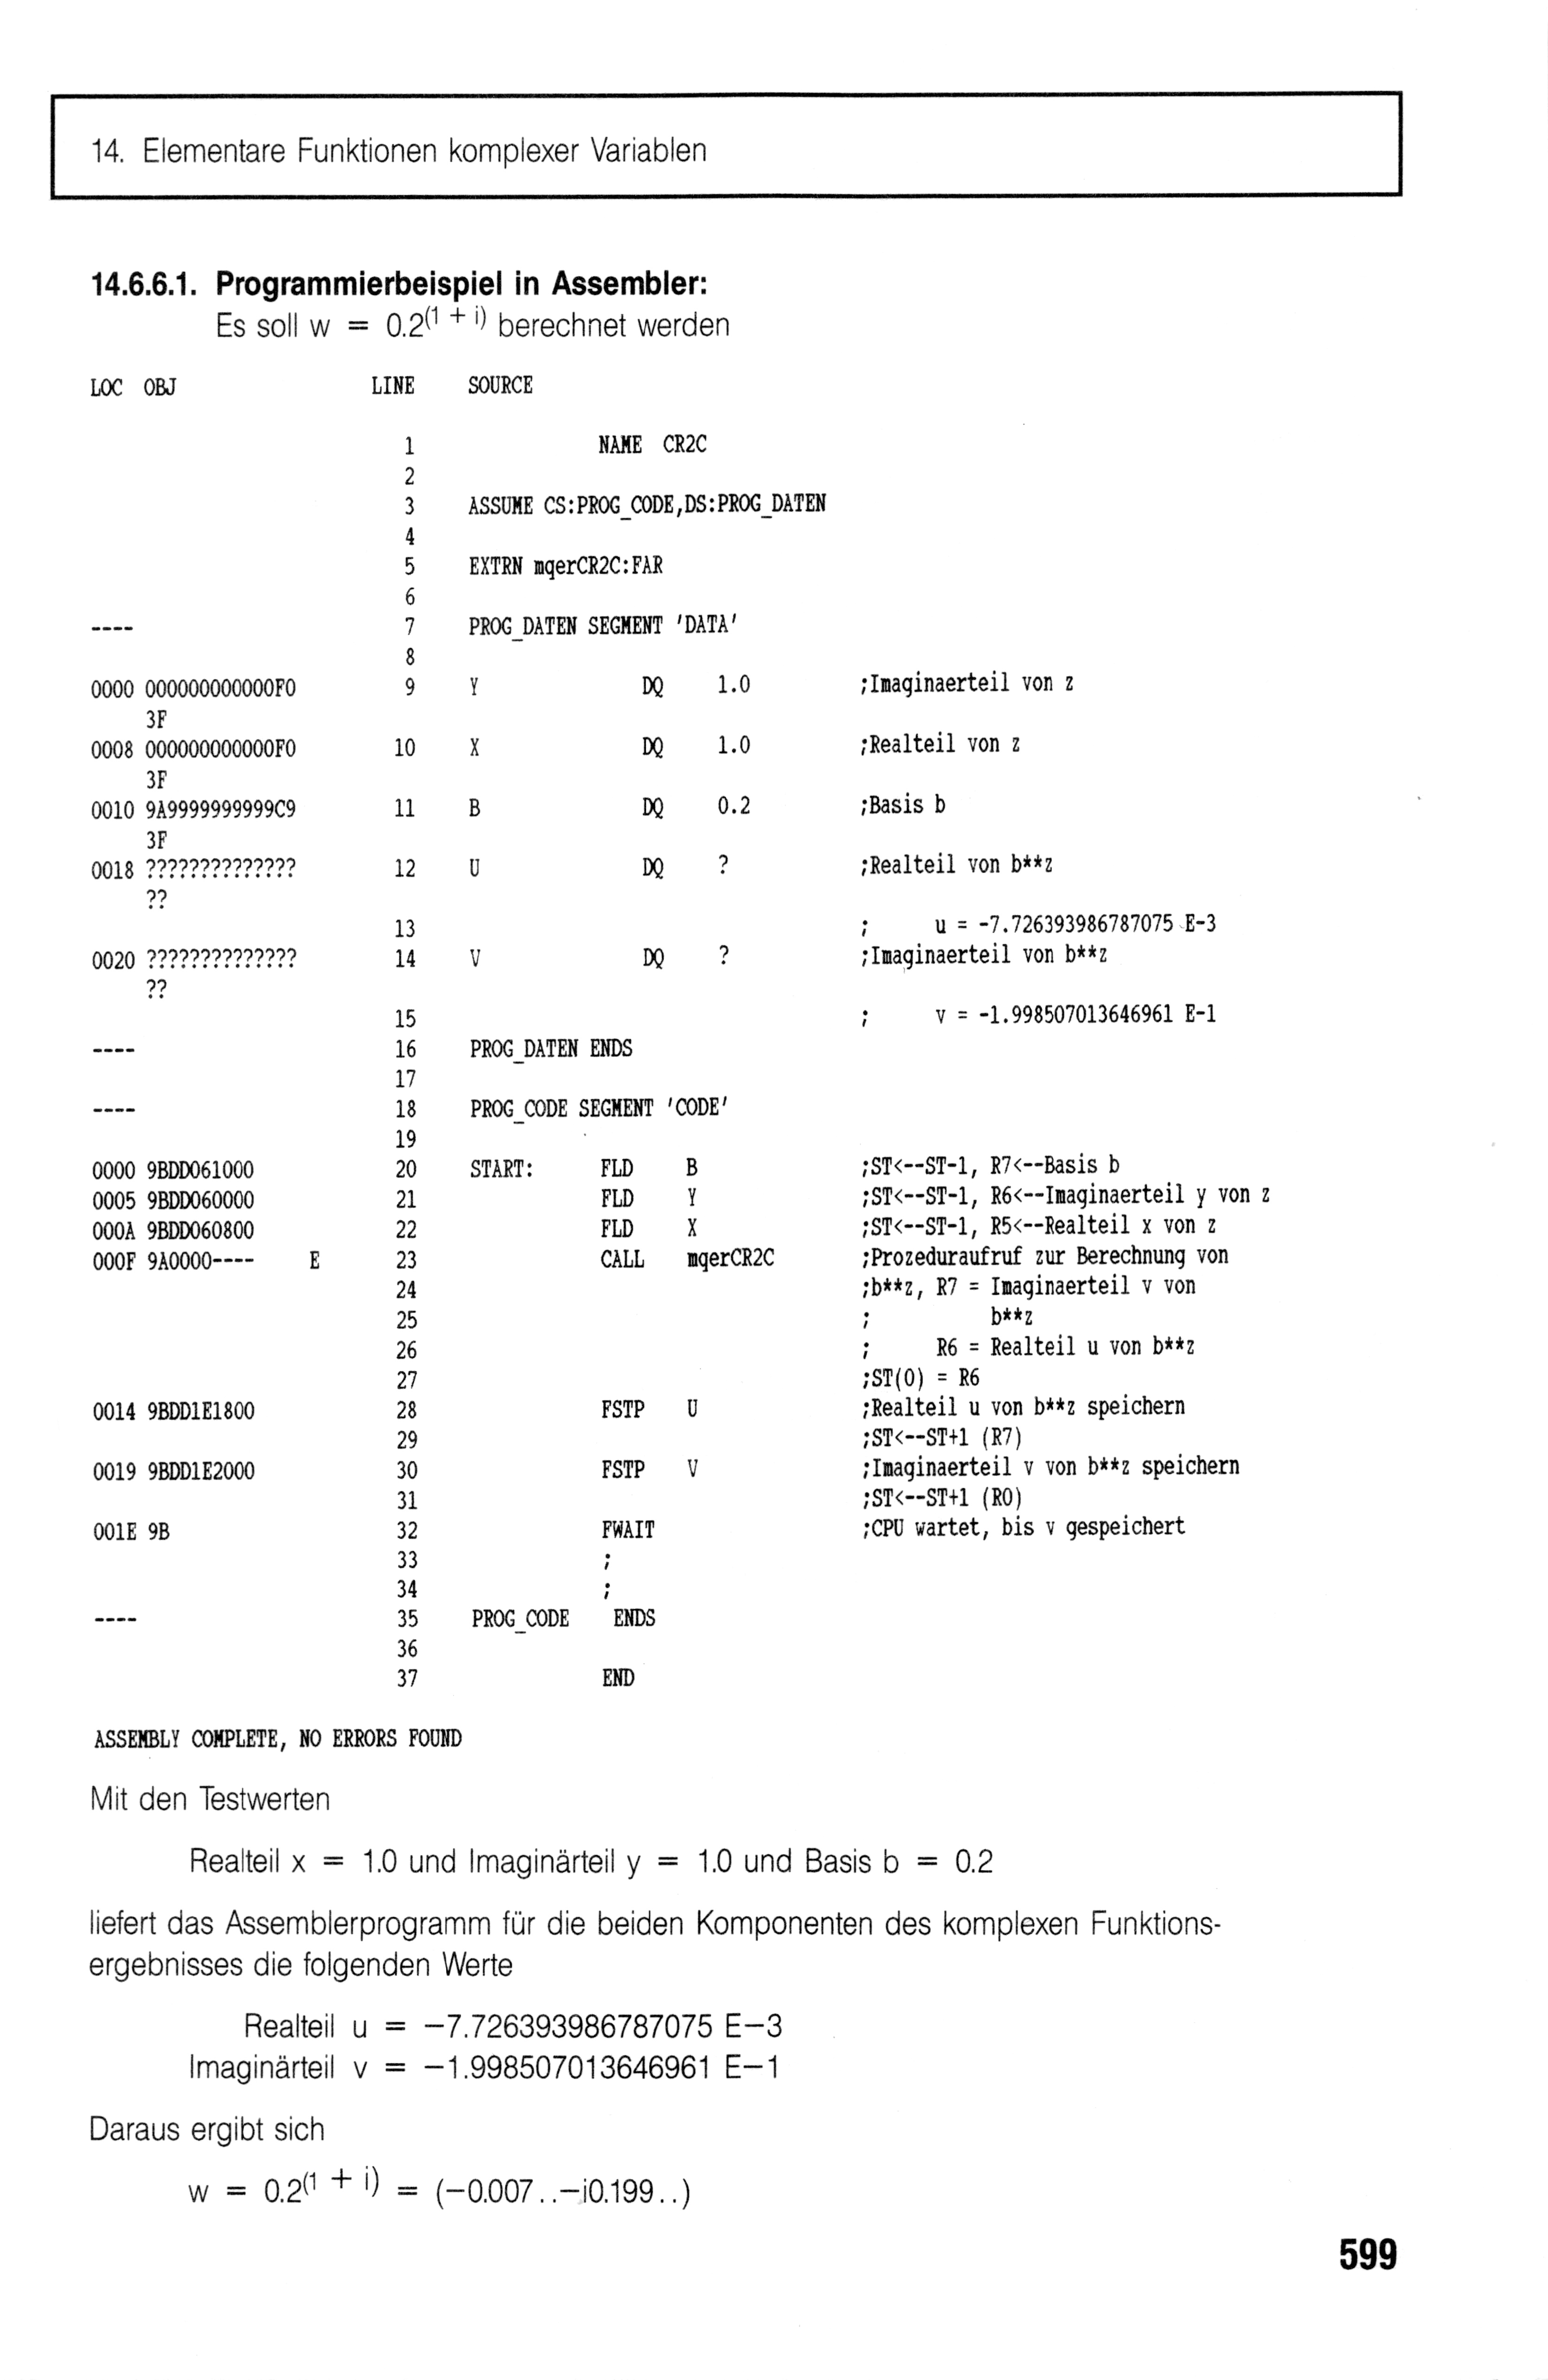 14. Elementare Funktionen komplexer Variablen
14.6.6.1. Programmierbeispiel in Assembler:
Es soll w = 0.2(1 + i) berechnet werden
LOC OBJ LINE SOURCE
1 NAME CR2C
2
3 ASSUME CS:PROG_CODE,DS:PROG_DATEN
4
5 EXTRN mqerCR2C:FAR
6
---- 7 PROG_DATEN SEGMENT 'DATA'
8
0000 000000000000F0 9 Y DQ 1.0 ;Imaginaerteil von z
3F
0008 000000000000F0 10 X DQ 1.0 ;Realteil von z
3F
0010 9A9999999999C9 11 B DQ 0.2 ;Basis b
3F
0018 ?????????????? 12 U DQ ? ;Realteil von b**z
??
13 ; u = -7.726393986787075 E-3
0020 ?????????????? 14 V DQ ? ;Imaginaerteil von b**z
??
15 ; v = -1.998507013646961 E-1
---- 16 PROG_DATEN ENDS
17
---- 18 PROG_CODE SEGMENT 'CODE'
19
0000 9BDD061000 20 START: FLD B ;ST<--ST-1, R7<--Basis b
0005 9BDD060000 21 FLD Y ;ST<--ST-1, R6<--Imaginaerteil y von z
000A 9BDD060800 22 FLD X ;ST<--ST-1, R5<--Realteil x von z
000F 9A0000---- E 23 CALL mqerCR2C ;Prozeduraufruf zur Berechnung von
24 ;b**z, R7 = Imaginaerteil v von
25 ; b**z
26 ; R6 = Realteil u von b**z
27 ;ST(0) = R6
0014 9BDD1E1800 28 FSTP U ;Realteil u von b**z speichern
29 ;ST<--ST+1 (R7)
0019 9BDD1E2000 30 FSTP V ;Imaginaerteil v von b**z speichern
31 ;ST<--ST+1 (R0)
001E 9B 32 FWAIT ;CPU wartet, bis v gespeichert
33 ;
34 ;
---- 35 PROG_CODE ENDS
36
37 END
ASSEMBLY COMPLETE, NO ERRORS FOUND
Mit den Testwerten
Realteil x = 1.0 und Imaginärteil y = 1.0 und Basis b = 0.2
liefert das Assemblerprogramm für die beiden Komponenten des komplexen Funktions-
ergebnisses die folgenden Werte
Realteil u = −7.726393986787075 E−3
Imaginärteil v = −1.998507013646961 E−1
Daraus ergibt sich
w = 0.2(1 + i) = (−0.007..−i0.199..)
599